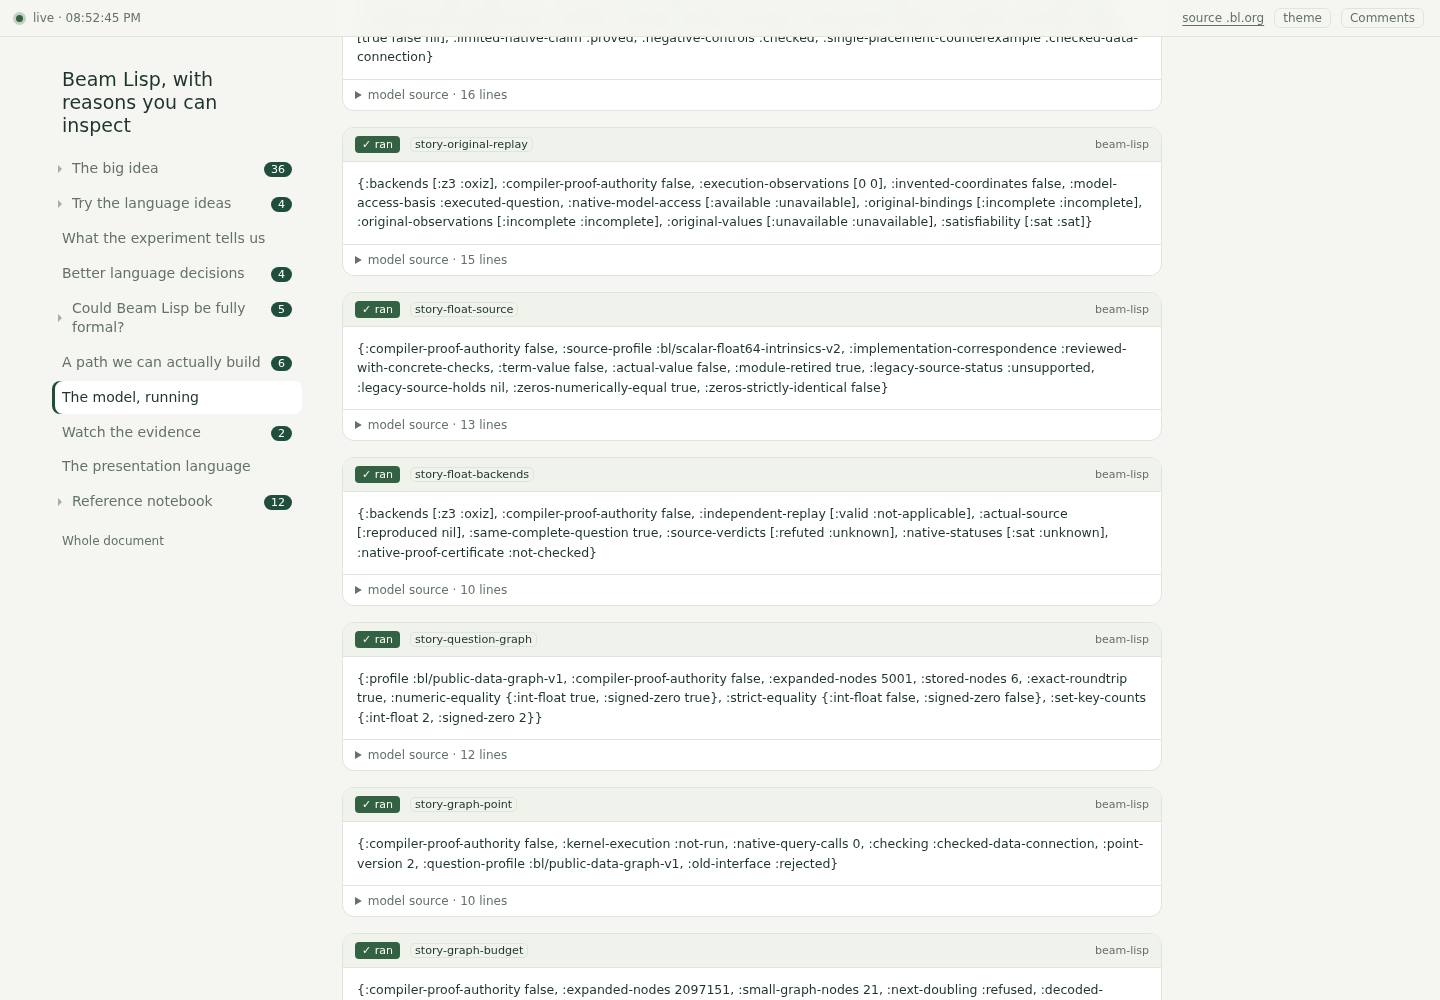 live · 08:52:45 PM
source .bl.org
theme
Comments
Beam Lisp, with
reasons you can
inspect
The big idea
36
Try the language ideas
4
What the experiment tells us
Better language decisions
4
Could Beam Lisp be fully
formal?
5
A path we can actually build
6
The model, running
Watch the evidence
2
The presentation language
Reference notebook
12
Whole document
[true false nil], :limited-native-claim :proved, :negative-controls :checked, :single-placement-counterexample :checked-data-
connection}
model source · 16 lines
✓ ran
story-original-replay
beam-lisp
{:backends [:z3 :oxiz], :compiler-proof-authority false, :execution-observations [0 0], :invented-coordinates false, :model-
access-basis :executed-question, :native-model-access [:available :unavailable], :original-bindings [:incomplete :incomplete],
:original-observations [:incomplete :incomplete], :original-values [:unavailable :unavailable], :satisfiability [:sat :sat]}
model source · 15 lines
✓ ran
story-float-source
beam-lisp
{:compiler-proof-authority false, :source-profile :bl/scalar-float64-intrinsics-v2, :implementation-correspondence :reviewed-
with-concrete-checks, :term-value false, :actual-value false, :module-retired true, :legacy-source-status :unsupported,
:legacy-source-holds nil, :zeros-numerically-equal true, :zeros-strictly-identical false}
model source · 13 lines
✓ ran
story-float-backends
beam-lisp
{:backends [:z3 :oxiz], :compiler-proof-authority false, :independent-replay [:valid :not-applicable], :actual-source
[:reproduced nil], :same-complete-question true, :source-verdicts [:refuted :unknown], :native-statuses [:sat :unknown],
:native-proof-certificate :not-checked}
model source · 10 lines
✓ ran
story-question-graph
beam-lisp
{:profile :bl/public-data-graph-v1, :compiler-proof-authority false, :expanded-nodes 5001, :stored-nodes 6, :exact-roundtrip
true, :numeric-equality {:int-float true, :signed-zero true}, :strict-equality {:int-float false, :signed-zero false}, :set-key-counts
{:int-float 2, :signed-zero 2}}
model source · 12 lines
✓ ran
story-graph-point
beam-lisp
{:compiler-proof-authority false, :kernel-execution :not-run, :native-query-calls 0, :checking :checked-data-connection, :point-
version 2, :question-profile :bl/public-data-graph-v1, :old-interface :rejected}
model source · 10 lines
✓ ran
story-graph-budget
beam-lisp
{:compiler-proof-authority false, :expanded-nodes 2097151, :small-graph-nodes 21, :next-doubling :refused, :decoded-